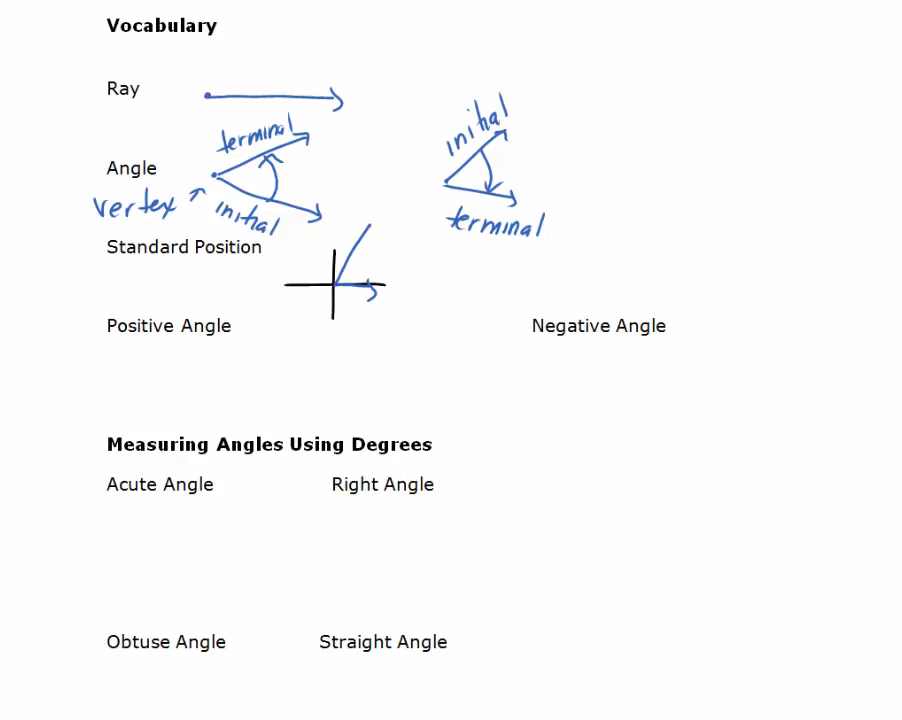 Vocabulary
Ray
initial
terminal
Angle
vertex initial
terminal
Standard Position
Positive Angle Negative Angle
Measuring Angles Using Degrees
Acute Angle Right Angle
Obtuse Angle Straight Angle